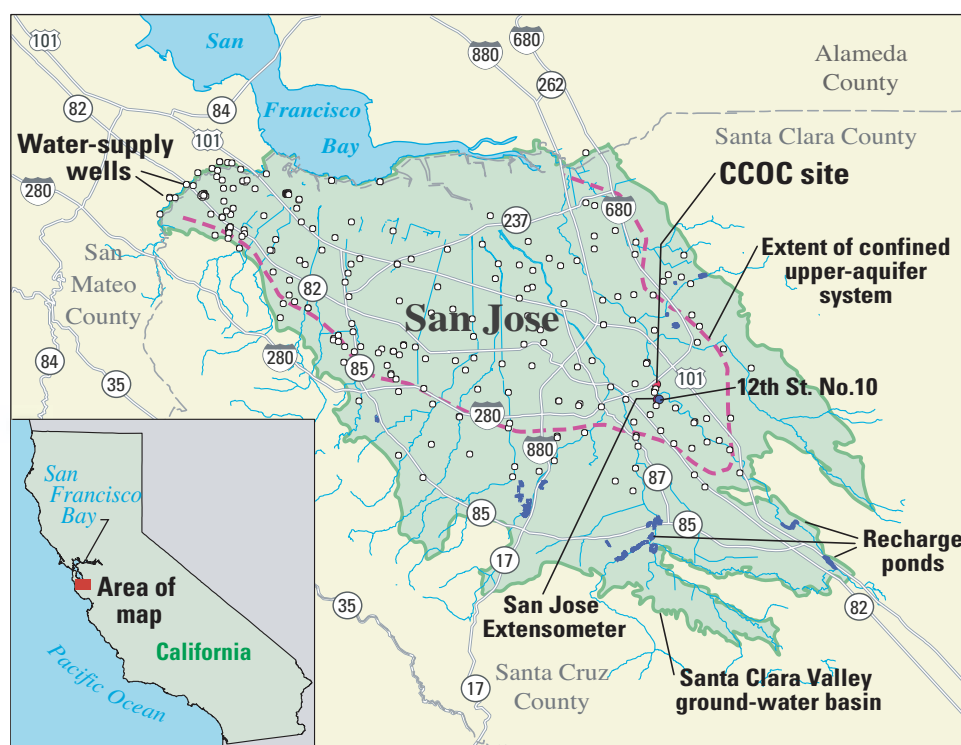 101
San
880
680
Alameda
County
82
84
262
Francisco
101
Bay
Santa Clara County
Water-supply
wells
CCOC site
280
680
237
San
Mateo
County
Extent of confined
upper-aquifer
system
82
San Jose
280
84
35
85
101
12th St. No.10
280
880
87
85
85
Recharge
ponds
17
82
35
San Jose
Extensometer
Santa Cruz
County
17
Santa Clara Valley
ground-water basin
San
Francisco
Bay
Area of
map
California
Pacific Ocean